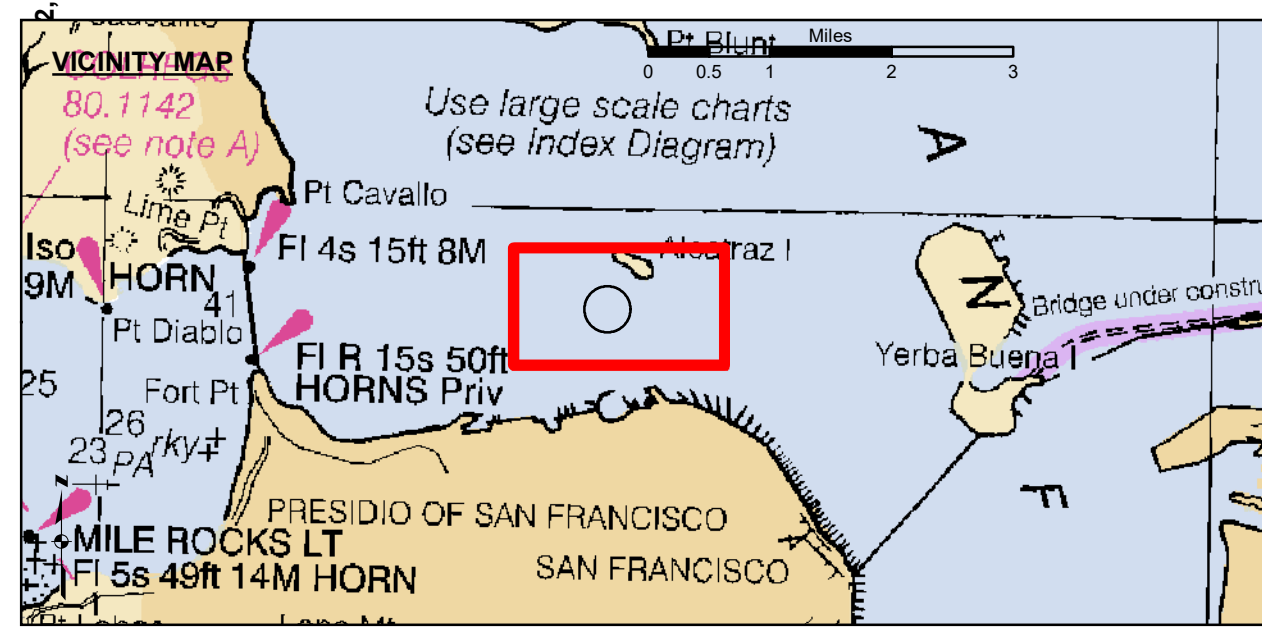 Pt Blunt
Miles
0 0.5 1 2 3
VICINITY MAP
COLREGS
80.1142
(see note A)
Use large scale charts
(see Index Diagram)
A
Pt Cavallo
Lime Pt
Iso
9M
HORN
Fl 4s 15ft 8M
Alcatraz I
N
41
Pt Diablo
Bridge under constru
Fl R 15s 50ft
HORNS Priv
Yerba Buena I
25
Fort Pt
26
23
rky
PA
F
N
PRESIDIO OF SAN FRANCISCO
MILE ROCKS LT
Fl 5s 49ft 14M HORN
SAN FRANCISCO